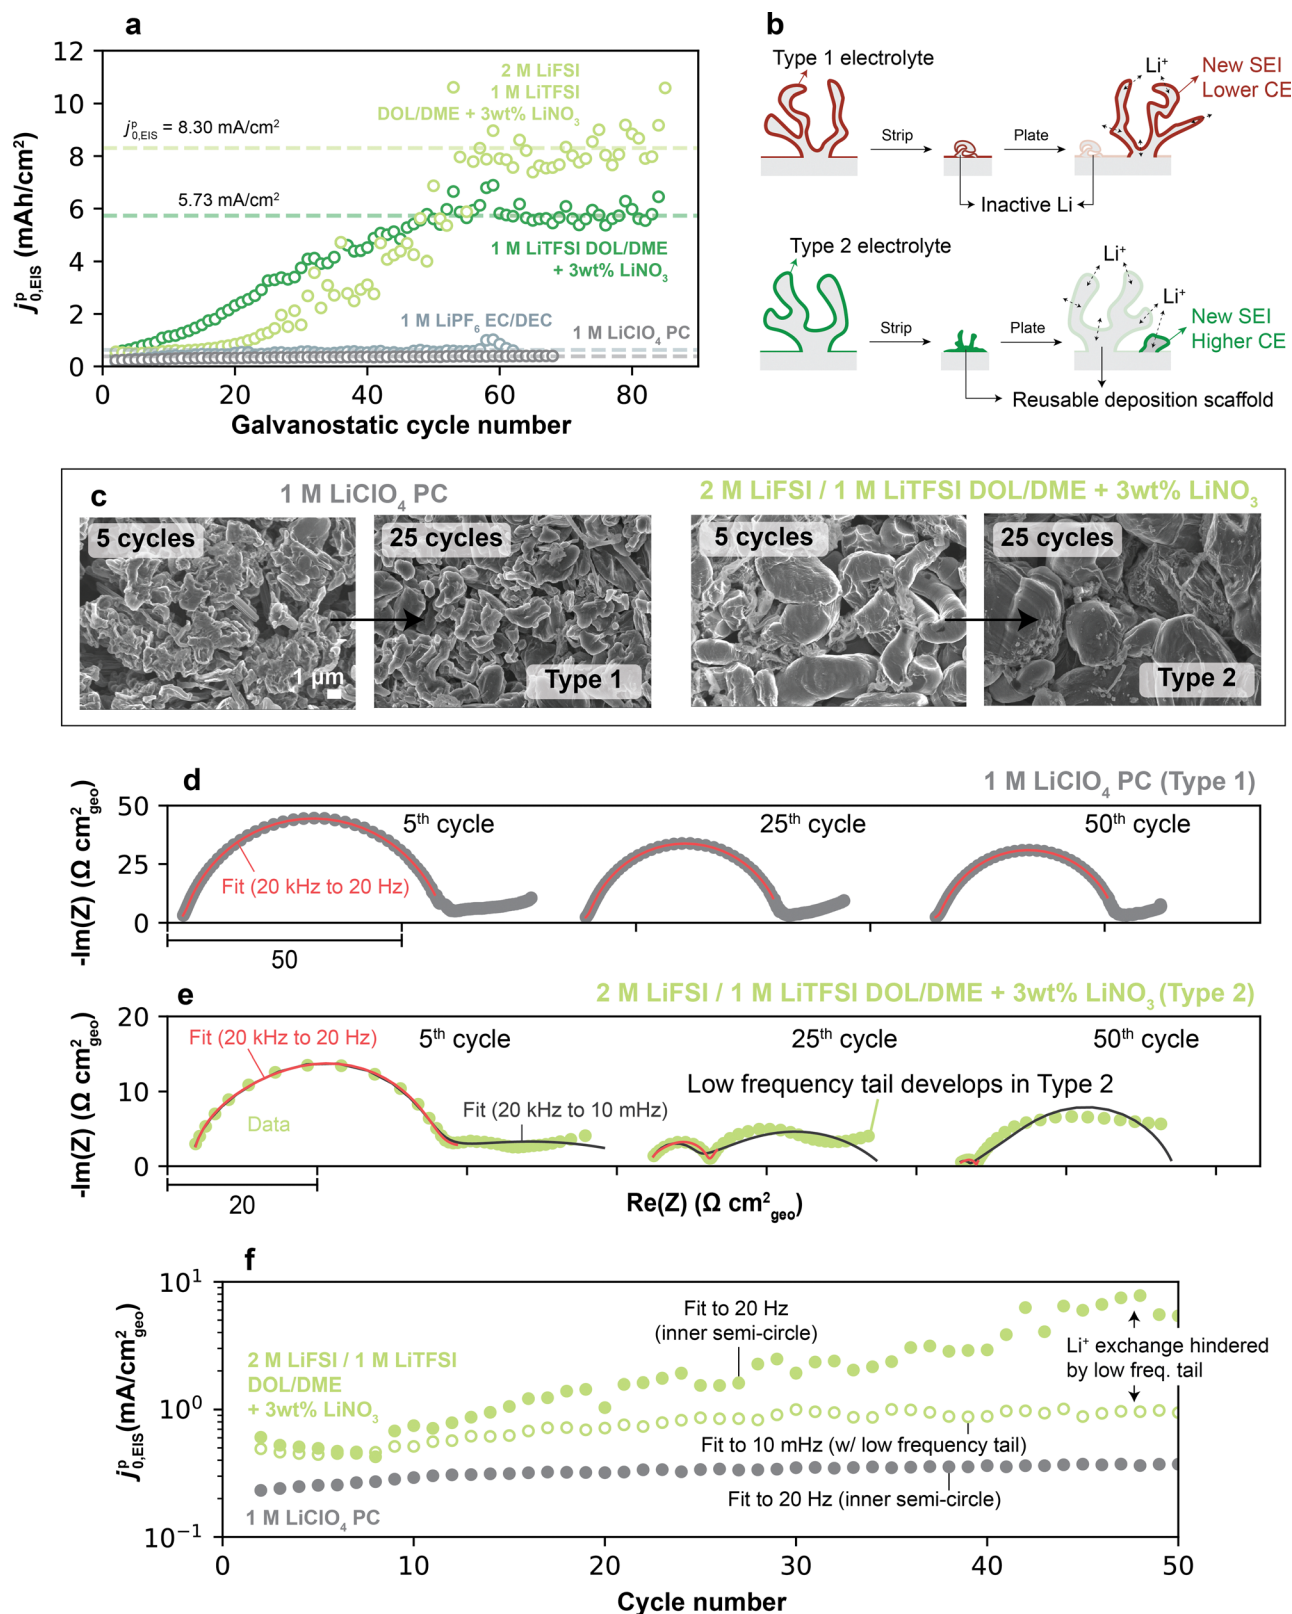 a
12
10
8
6
4
2
0
j^p_0,EIS (mAh/cm²)
2 M LiFSI
1 M LiTFSI
DOL/DME + 3wt% LiNO₃
j^p_0,EIS = 8.30 mA/cm²
5.73 mA/cm²
1 M LiTFSI DOL/DME
+ 3wt% LiNO₃
1 M LiPF₆ EC/DEC
1 M LiClO₄ PC
0 20 40 60 80
Galvanostatic cycle number
b
Type 1 electrolyte
Strip
Plate
Li⁺
New SEI
Lower CE
Inactive Li
Type 2 electrolyte
Strip
Plate
Li⁺
Li⁺
New SEI
Higher CE
Reusable deposition scaffold
c
1 M LiClO₄ PC
2 M LiFSI / 1 M LiTFSI DOL/DME + 3wt% LiNO₃
5 cycles
25 cycles
5 cycles
25 cycles
1 μm
Type 1
Type 2
d
1 M LiClO₄ PC (Type 1)
-Im(Z) (Ω cm²geo)
50
25
0
5th cycle
25th cycle
50th cycle
Fit (20 kHz to 20 Hz)
50
e
2 M LiFSI / 1 M LiTFSI DOL/DME + 3wt% LiNO₃ (Type 2)
-Im(Z) (Ω cm²geo)
20
10
0
Fit (20 kHz to 20 Hz)
5th cycle
25th cycle
50th cycle
Low frequency tail develops in Type 2
Data
Fit (20 kHz to 10 mHz)
20
Re(Z) (Ω cm²geo)
f
j^p_0,EIS (mA/cm²geo)
10¹
10⁰
10⁻¹
2 M LiFSI / 1 M LiTFSI
DOL/DME
+ 3wt% LiNO₃
Fit to 20 Hz
(inner semi-circle)
Li⁺ exchange hindered
by low freq. tail
Fit to 10 mHz (w/ low frequency tail)
Fit to 20 Hz (inner semi-circle)
1 M LiClO₄ PC
0 10 20 30 40 50
Cycle number